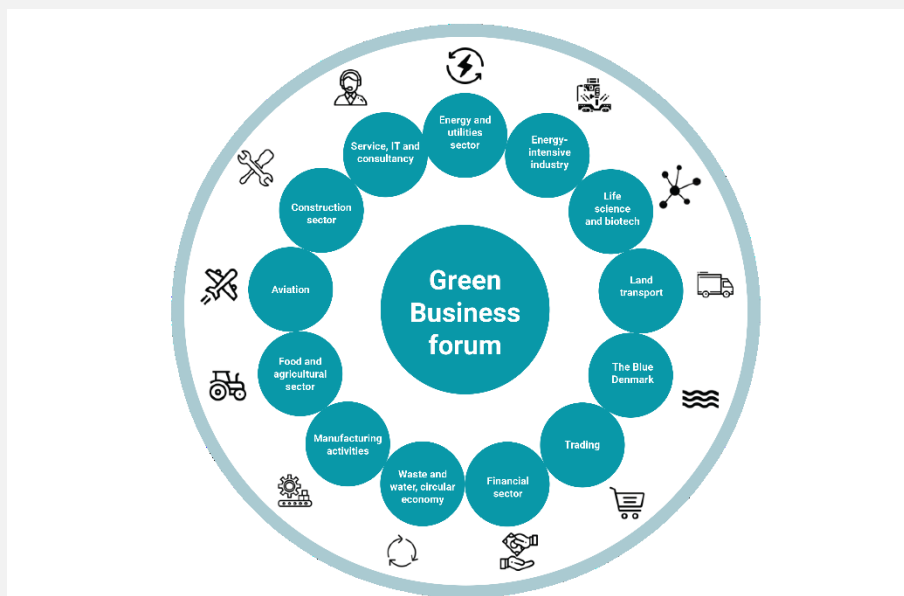 Energy and
utilities
sector
Energy-
intensive
industry
Life
science
and biotech
Land
transport
The Blue
Denmark
Trading
Financial
sector
Waste and
water, circular
economy
Manufacturing
activities
Food and
agricultural
sector
Aviation
Construction
sector
Service, IT and
consultancy
Green
Business
forum